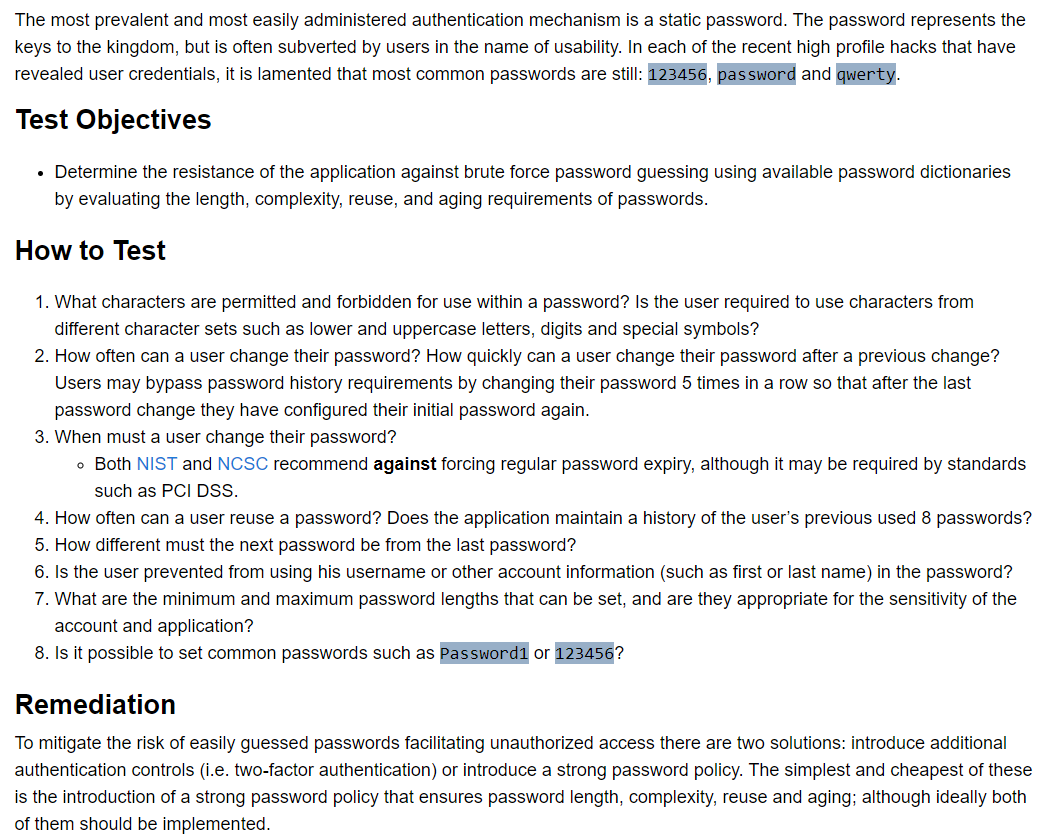 The most prevalent and most easily administered authentication mechanism is a static password. The password represents the
keys to the kingdom, but is often subverted by users in the name of usability. In each of the recent high profile hacks that have
revealed user credentials, it is lamented that most common passwords are still: 123456, password and qwerty.
Test Objectives
• Determine the resistance of the application against brute force password guessing using available password dictionaries
by evaluating the length, complexity, reuse, and aging requirements of passwords.
How to Test
1. What characters are permitted and forbidden for use within a password? Is the user required to use characters from
different character sets such as lower and uppercase letters, digits and special symbols?
2. How often can a user change their password? How quickly can a user change their password after a previous change?
Users may bypass password history requirements by changing their password 5 times in a row so that after the last
password change they have configured their initial password again.
3. When must a user change their password?
◦ Both NIST and NCSC recommend against forcing regular password expiry, although it may be required by standards
such as PCI DSS.
4. How often can a user reuse a password? Does the application maintain a history of the user’s previous used 8 passwords?
5. How different must the next password be from the last password?
6. Is the user prevented from using his username or other account information (such as first or last name) in the password?
7. What are the minimum and maximum password lengths that can be set, and are they appropriate for the sensitivity of the
account and application?
8. Is it possible to set common passwords such as Password1 or 123456?
Remediation
To mitigate the risk of easily guessed passwords facilitating unauthorized access there are two solutions: introduce additional
authentication controls (i.e. two-factor authentication) or introduce a strong password policy. The simplest and cheapest of these
is the introduction of a strong password policy that ensures password length, complexity, reuse and aging; although ideally both
of them should be implemented.